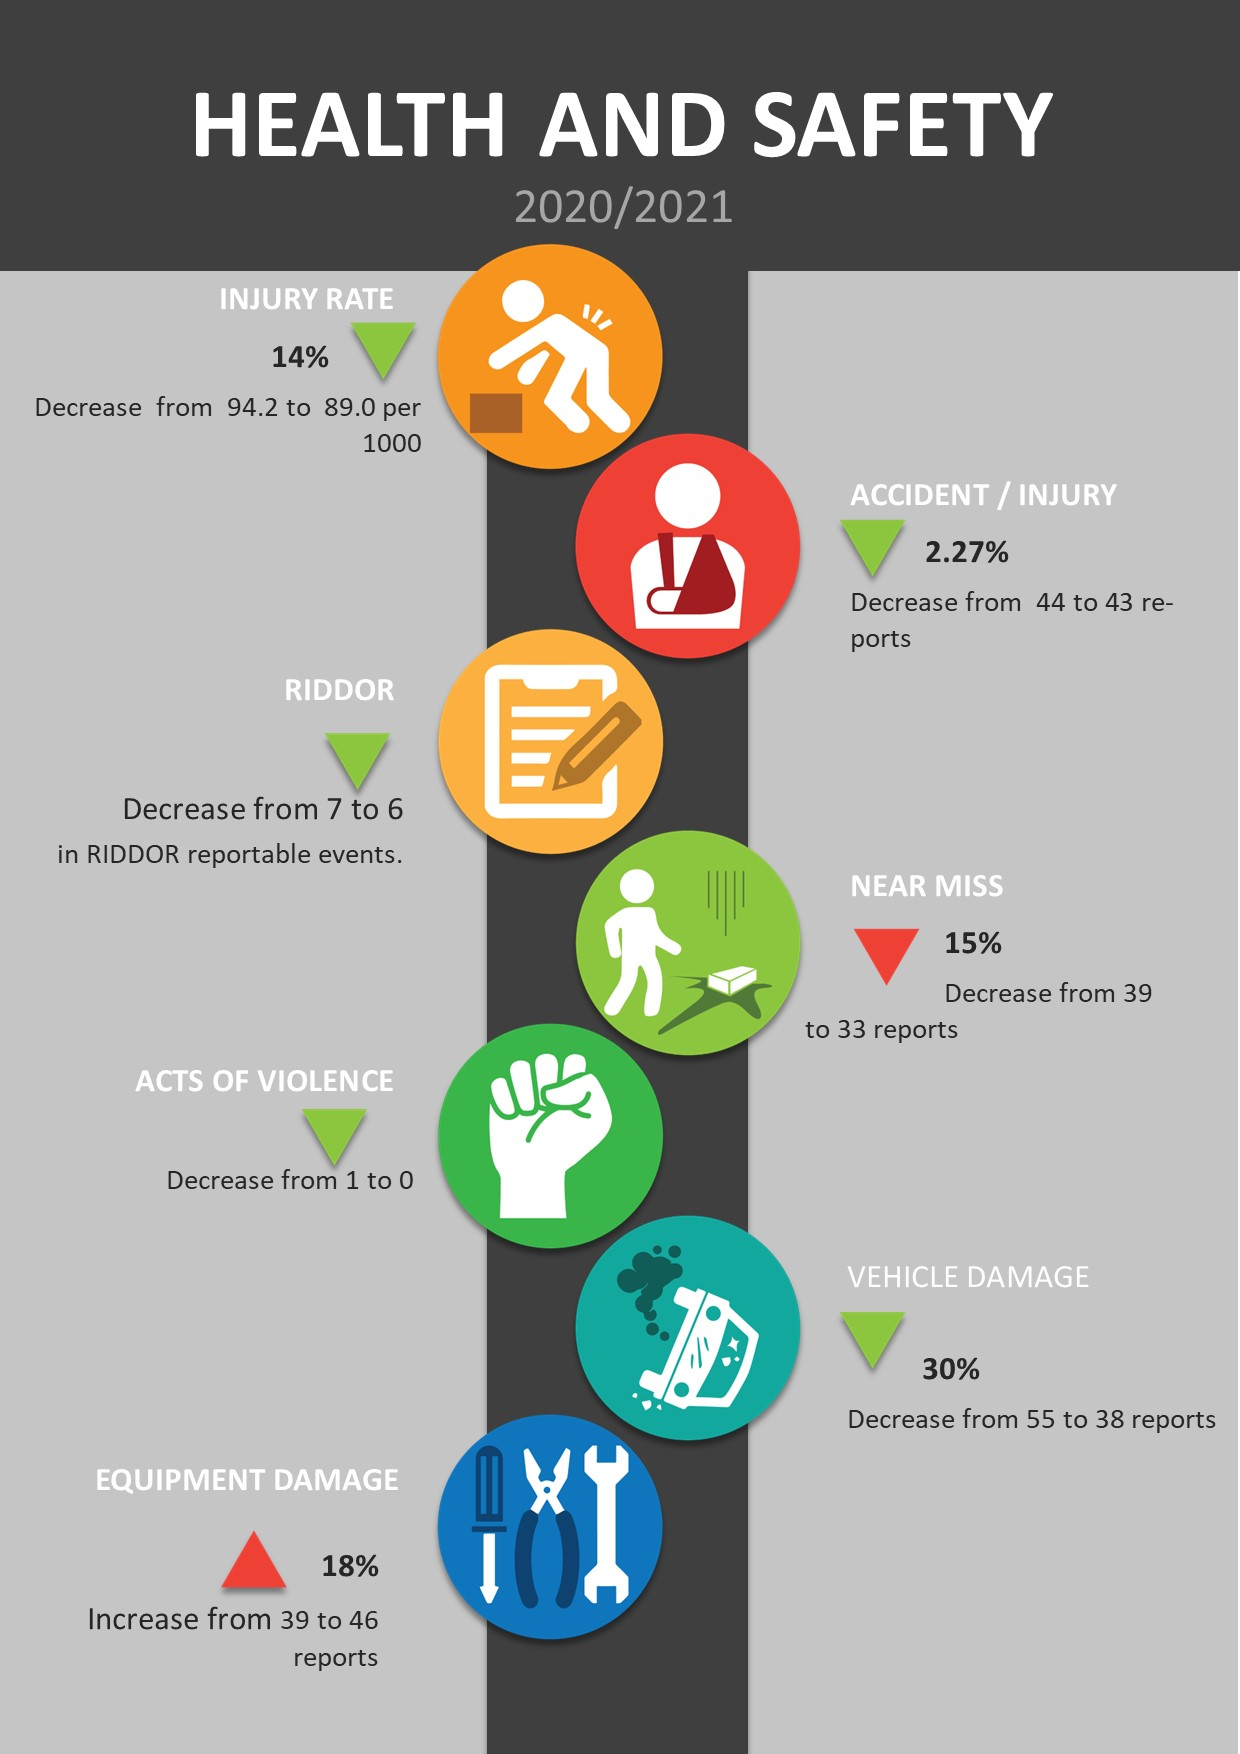 HEALTH AND SAFETY
2020/2021
INJURY RATE
14%
Decrease from 94.2 to 89.0 per
1000
ACCIDENT / INJURY
2.27%
Decrease from 44 to 43 re-
ports
RIDDOR
Decrease from 7 to 6
in RIDDOR reportable events.
NEAR MISS
15%
Decrease from 39
to 33 reports
ACTS OF VIOLENCE
Decrease from 1 to 0
VEHICLE DAMAGE
30%
Decrease from 55 to 38 reports
EQUIPMENT DAMAGE
18%
Increase from 39 to 46
reports